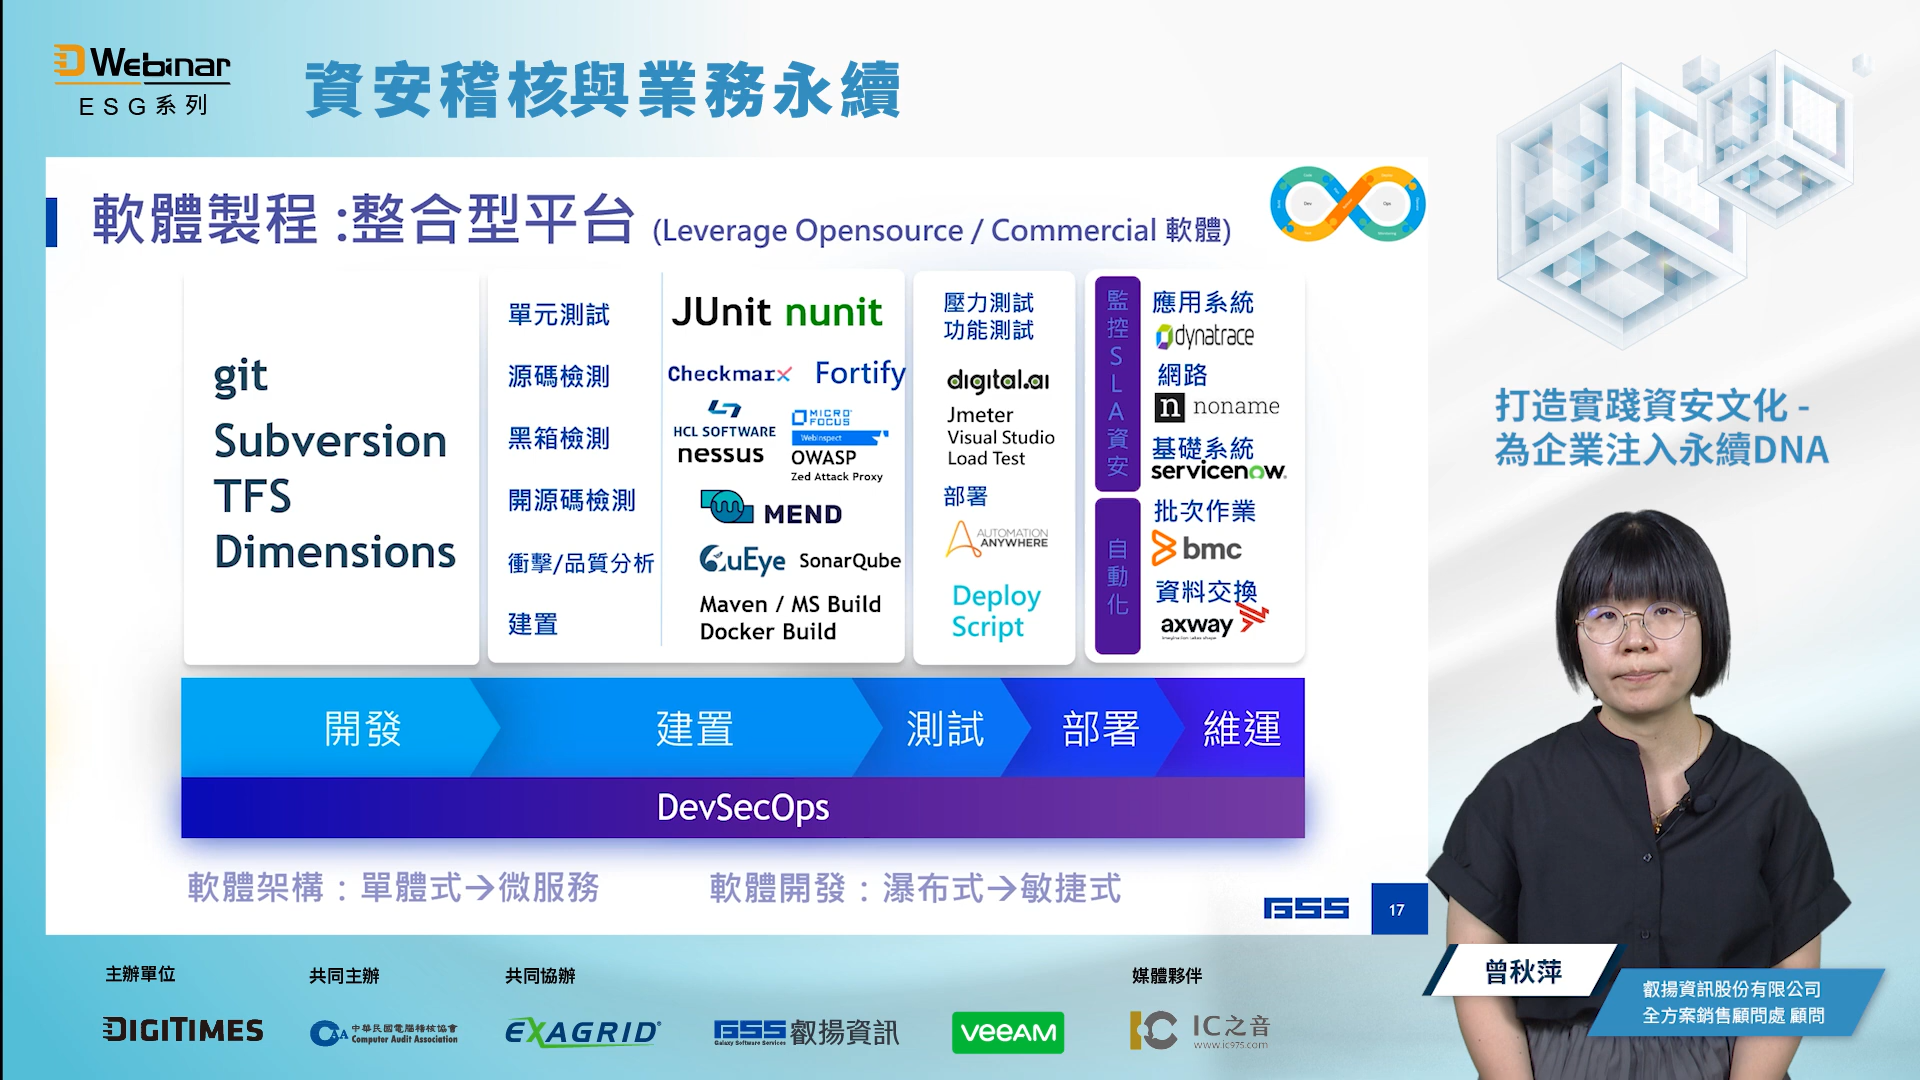 D Webinar
ESG系列
資安稽核與業務永續
軟體製程 :整合型平台 (Leverage Opensource / Commercial 軟體)
Dev
Ops
git
Subversion
TFS
Dimensions
單元測試
JUnit nunit
源碼檢測
Checkmarx Fortify
黑箱檢測
HCL SOFTWARE
MICRO FOCUS
WebInspect
nessus
OWASP
Zed Attack Proxy
開源碼檢測
MEND
衝擊/品質分析
SonarQube
建置
Maven / MS Build
Docker Build
壓力測試
功能測試
digital.ai
Jmeter
Visual Studio
Load Test
部署
AUTOMATION
ANYWHERE
Deploy
Script
監控SLA資安
應用系統
dynatrace
網路
n noname
基礎系統
servicenow.
自動化
批次作業
bmc
資料交換
axway
開發
建置
測試
部署
維運
DevSecOps
軟體架構：單體式→微服務
軟體開發：瀑布式→敏捷式
GSS
17
打造實踐資安文化 -
為企業注入永續DNA
曾秋萍
叡揚資訊股份有限公司
全方案銷售顧問處 顧問
主辦單位
DIGITIMES
共同主辦
CAA 中華民國電腦稽核協會
Computer Audit Association
共同協辦
EXAGRID®
GSS 叡揚資訊
Galaxy Software Services
VEEAM
媒體夥伴
IC之音
www.ic975.com